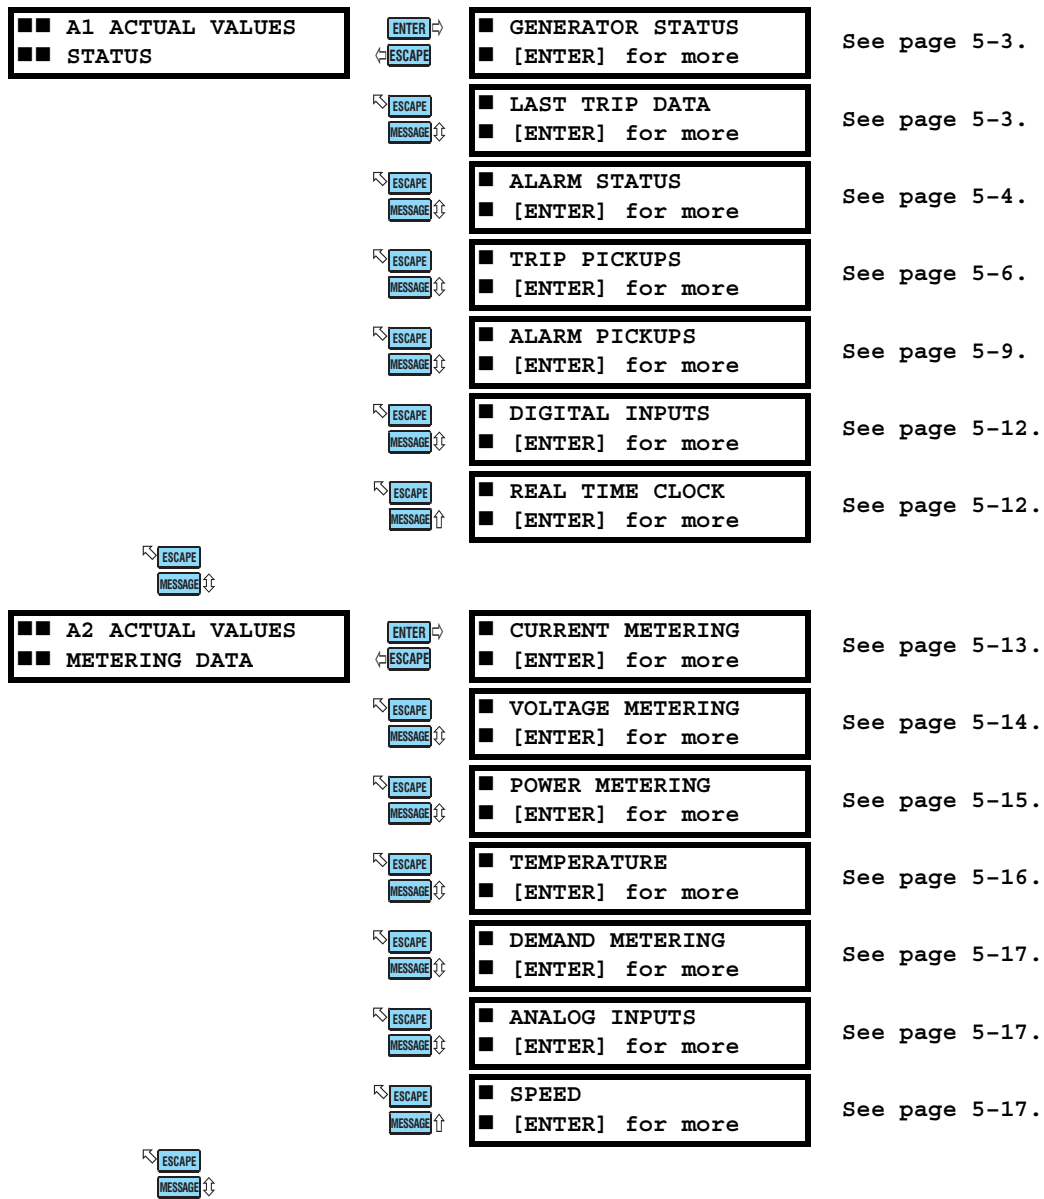 ■■ A1 ACTUAL VALUES
■■ STATUS
ENTER
ESCAPE
■ GENERATOR STATUS
■ [ENTER] for more
See page 5-3.
ESCAPE
MESSAGE
■ LAST TRIP DATA
■ [ENTER] for more
See page 5-3.
ESCAPE
MESSAGE
■ ALARM STATUS
■ [ENTER] for more
See page 5-4.
ESCAPE
MESSAGE
■ TRIP PICKUPS
■ [ENTER] for more
See page 5-6.
ESCAPE
MESSAGE
■ ALARM PICKUPS
■ [ENTER] for more
See page 5-9.
ESCAPE
MESSAGE
■ DIGITAL INPUTS
■ [ENTER] for more
See page 5-12.
ESCAPE
MESSAGE
■ REAL TIME CLOCK
■ [ENTER] for more
See page 5-12.
ESCAPE
MESSAGE
■■ A2 ACTUAL VALUES
■■ METERING DATA
ENTER
ESCAPE
■ CURRENT METERING
■ [ENTER] for more
See page 5-13.
ESCAPE
MESSAGE
■ VOLTAGE METERING
■ [ENTER] for more
See page 5-14.
ESCAPE
MESSAGE
■ POWER METERING
■ [ENTER] for more
See page 5-15.
ESCAPE
MESSAGE
■ TEMPERATURE
■ [ENTER] for more
See page 5-16.
ESCAPE
MESSAGE
■ DEMAND METERING
■ [ENTER] for more
See page 5-17.
ESCAPE
MESSAGE
■ ANALOG INPUTS
■ [ENTER] for more
See page 5-17.
ESCAPE
MESSAGE
■ SPEED
■ [ENTER] for more
See page 5-17.
ESCAPE
MESSAGE